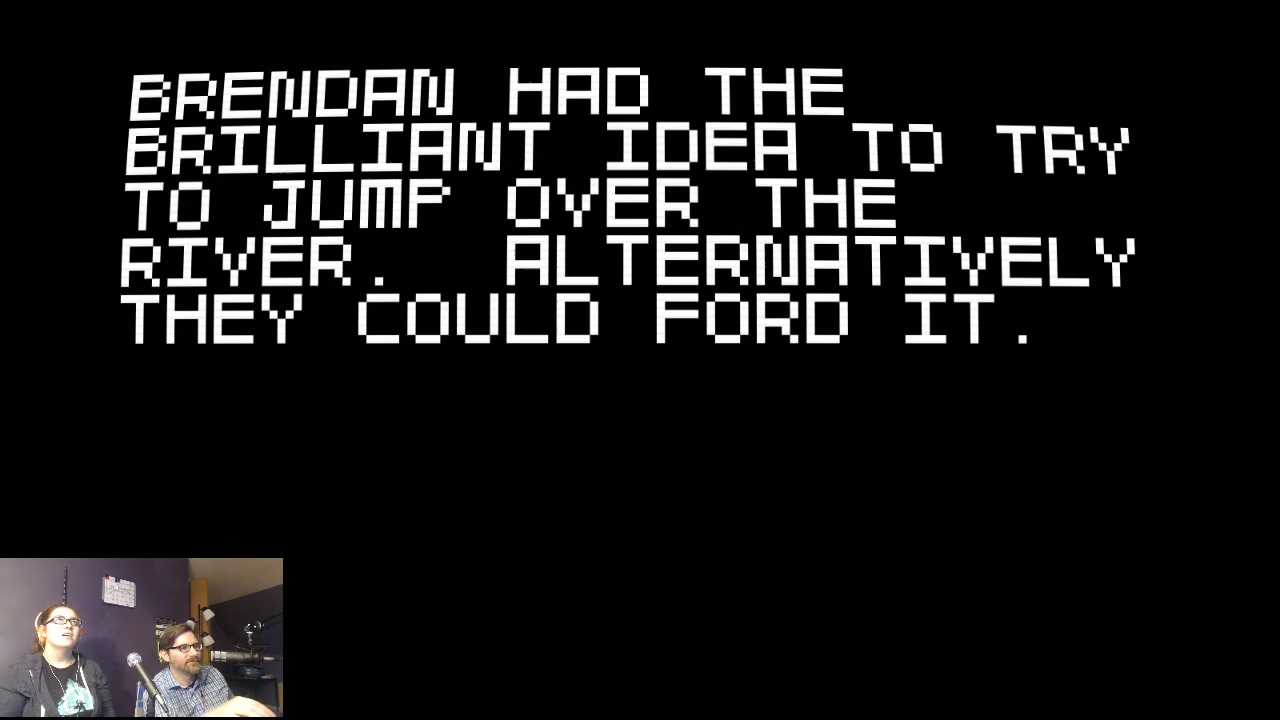 BRENDAN HAD THE
BRILLIANT IDEA TO TRY
TO JUMP OVER THE
RIVER. ALTERNATIVELY
THEY COULD FORD IT.